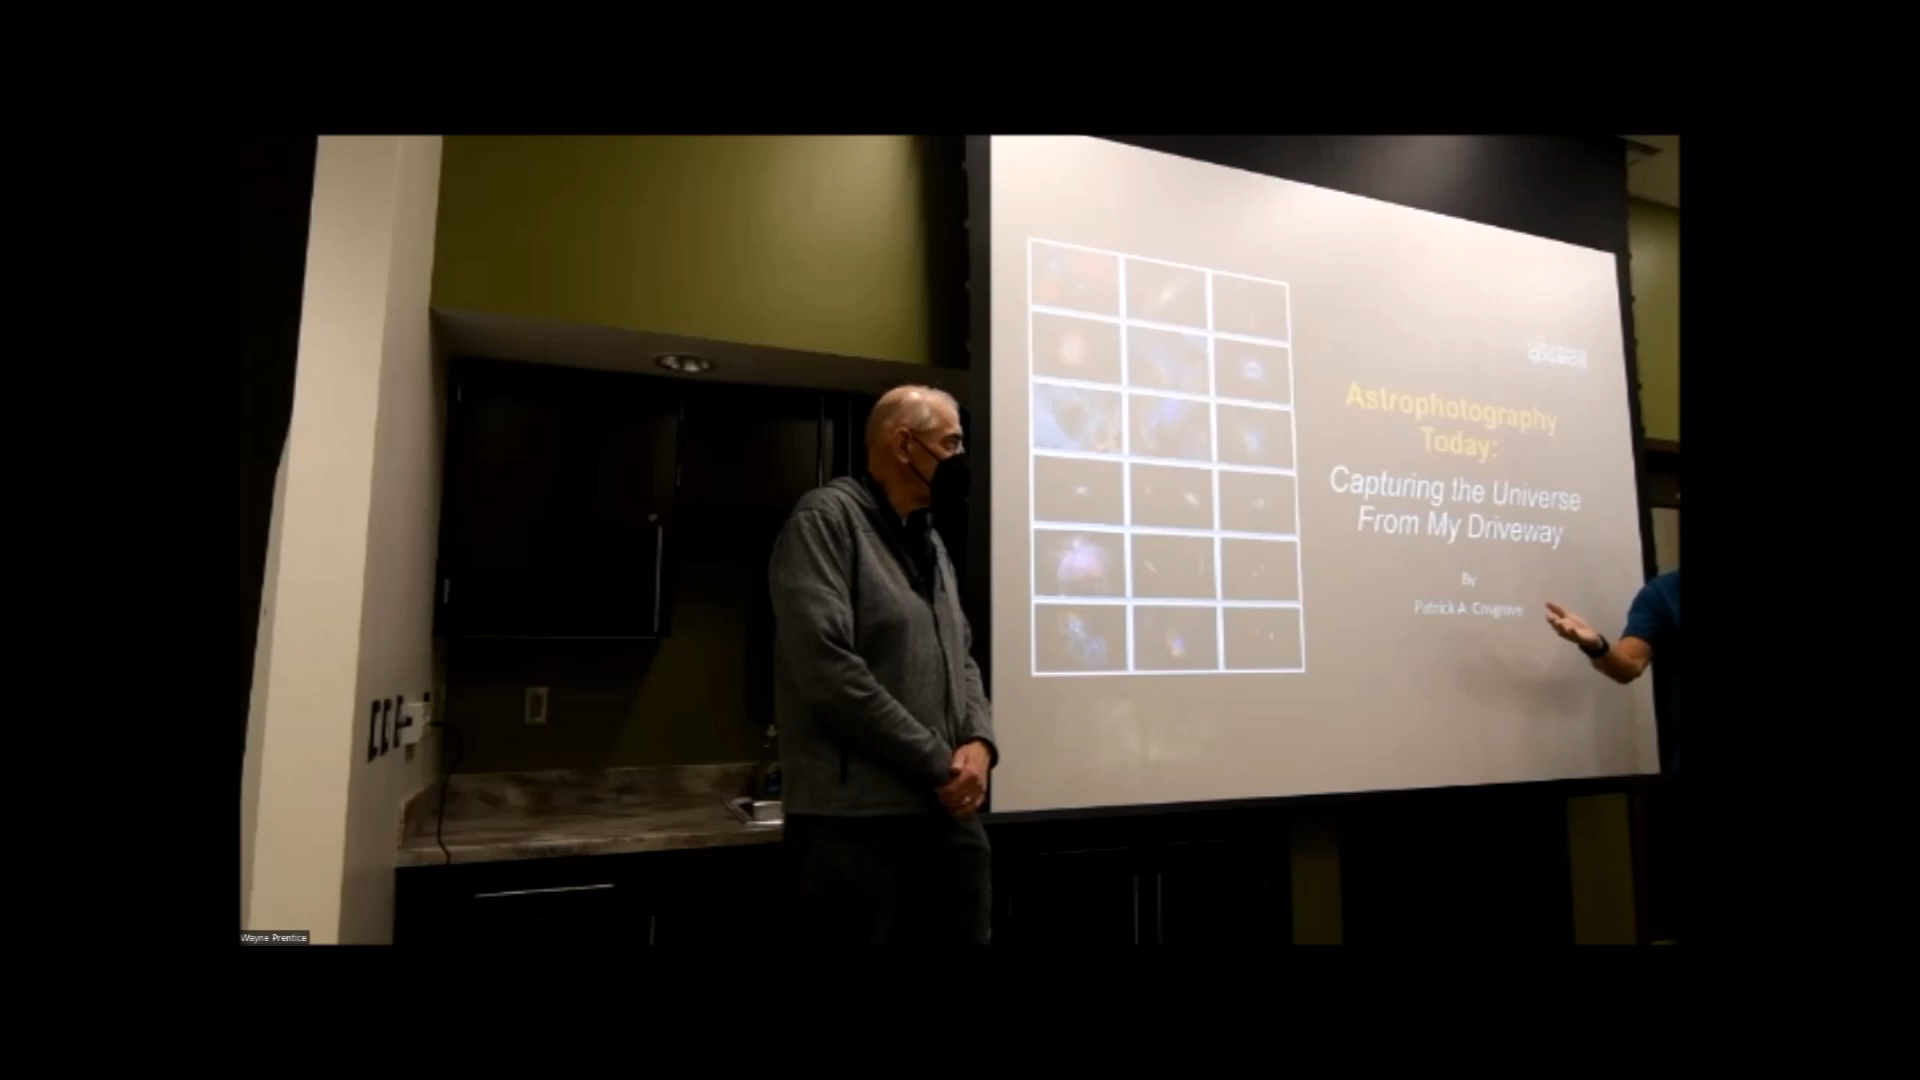 Astrophotography
Today:
Capturing the Universe
From My Driveway
By
Patrick A. Cosgrove
Wayne Prentice